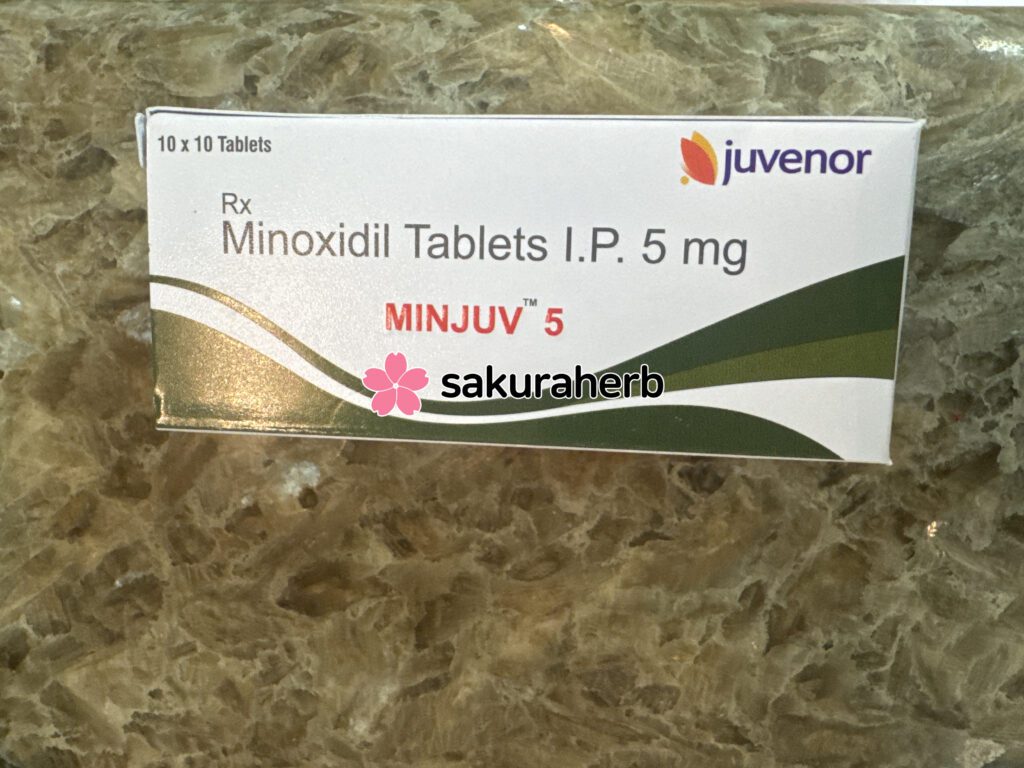 10 x 10 Tablets
juvenor
Rx
Minoxidil Tablets I.P. 5 mg
MINJUV™ 5
sakuraherb